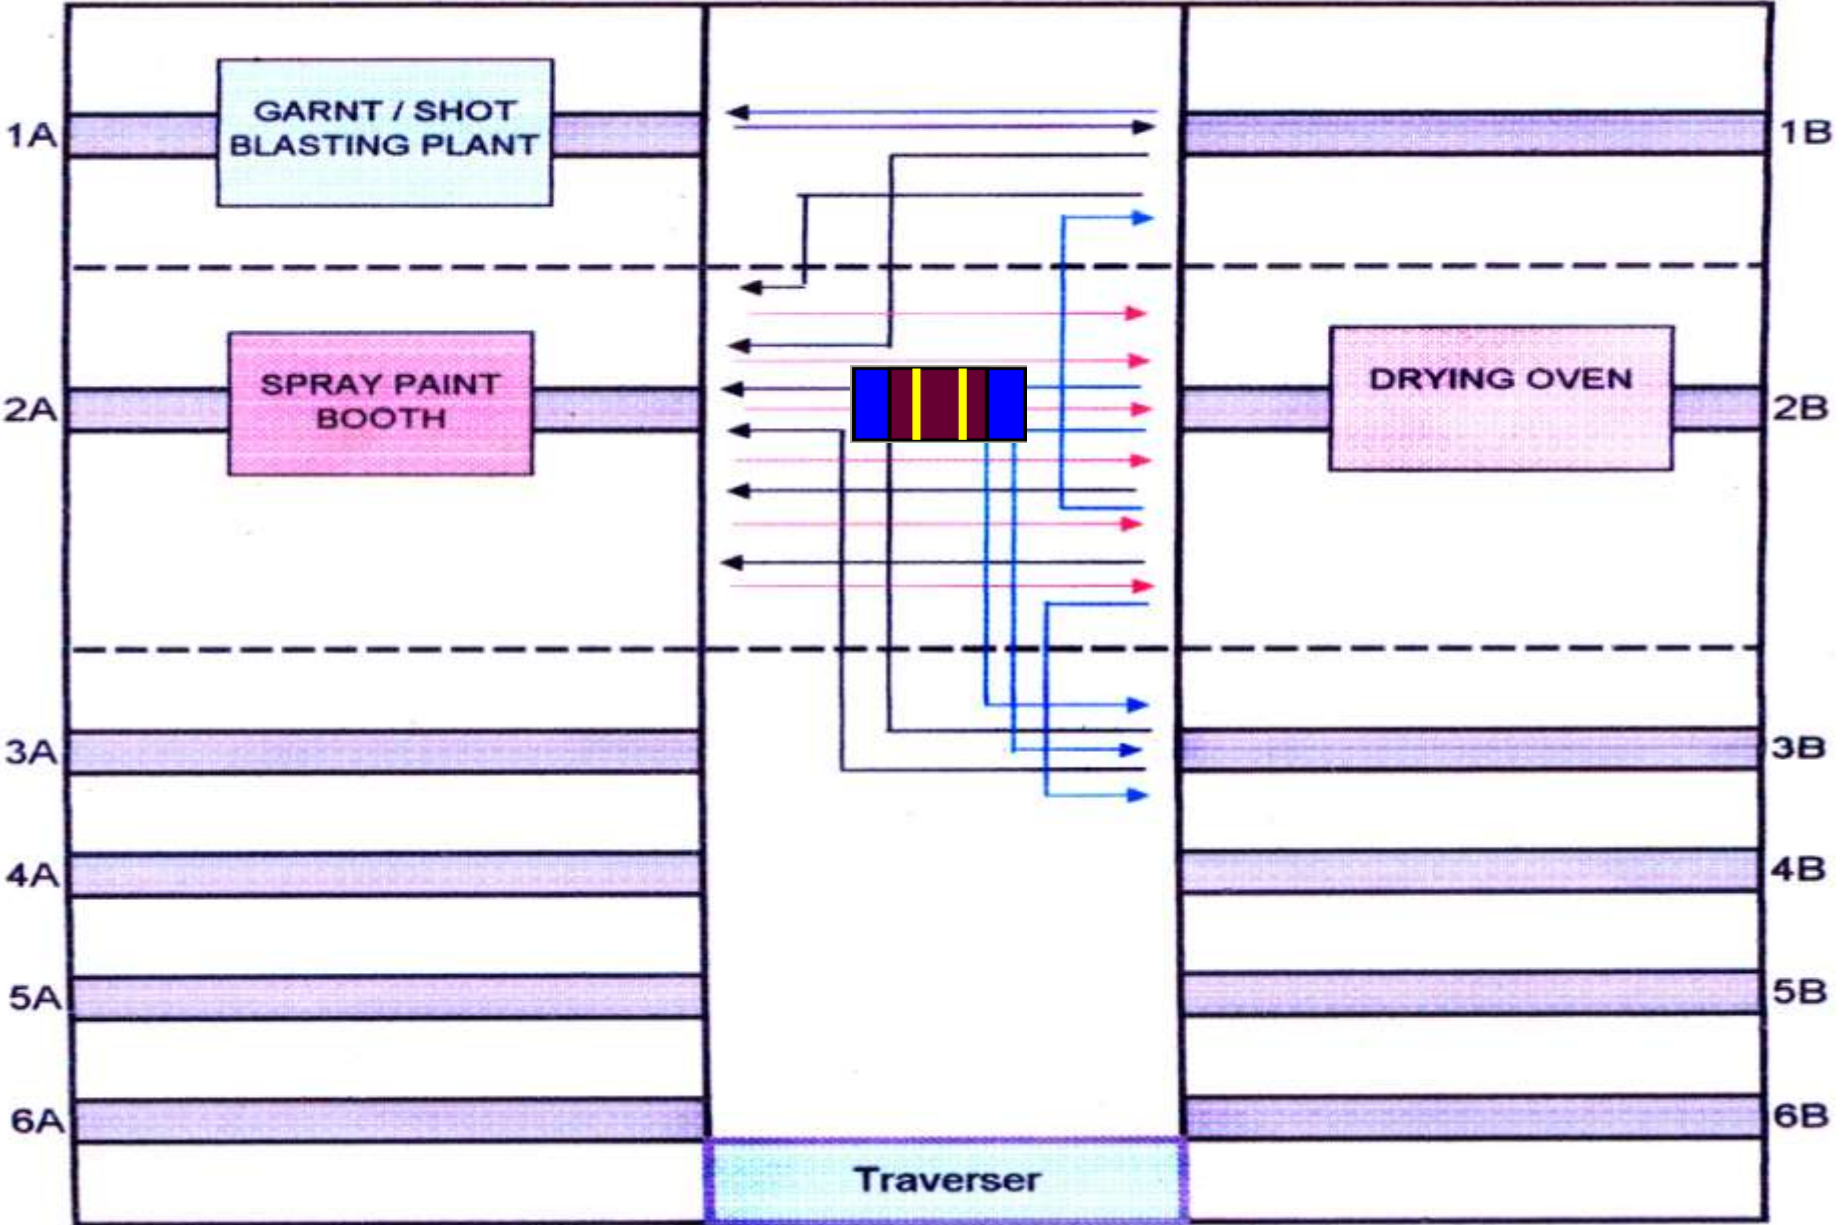 1A
GARNT / SHOT
BLASTING PLANT
1B
2A
SPRAY PAINT
BOOTH
DRYING OVEN
2B
3A
3B
4A
4B
5A
5B
6A
6B
Traverser